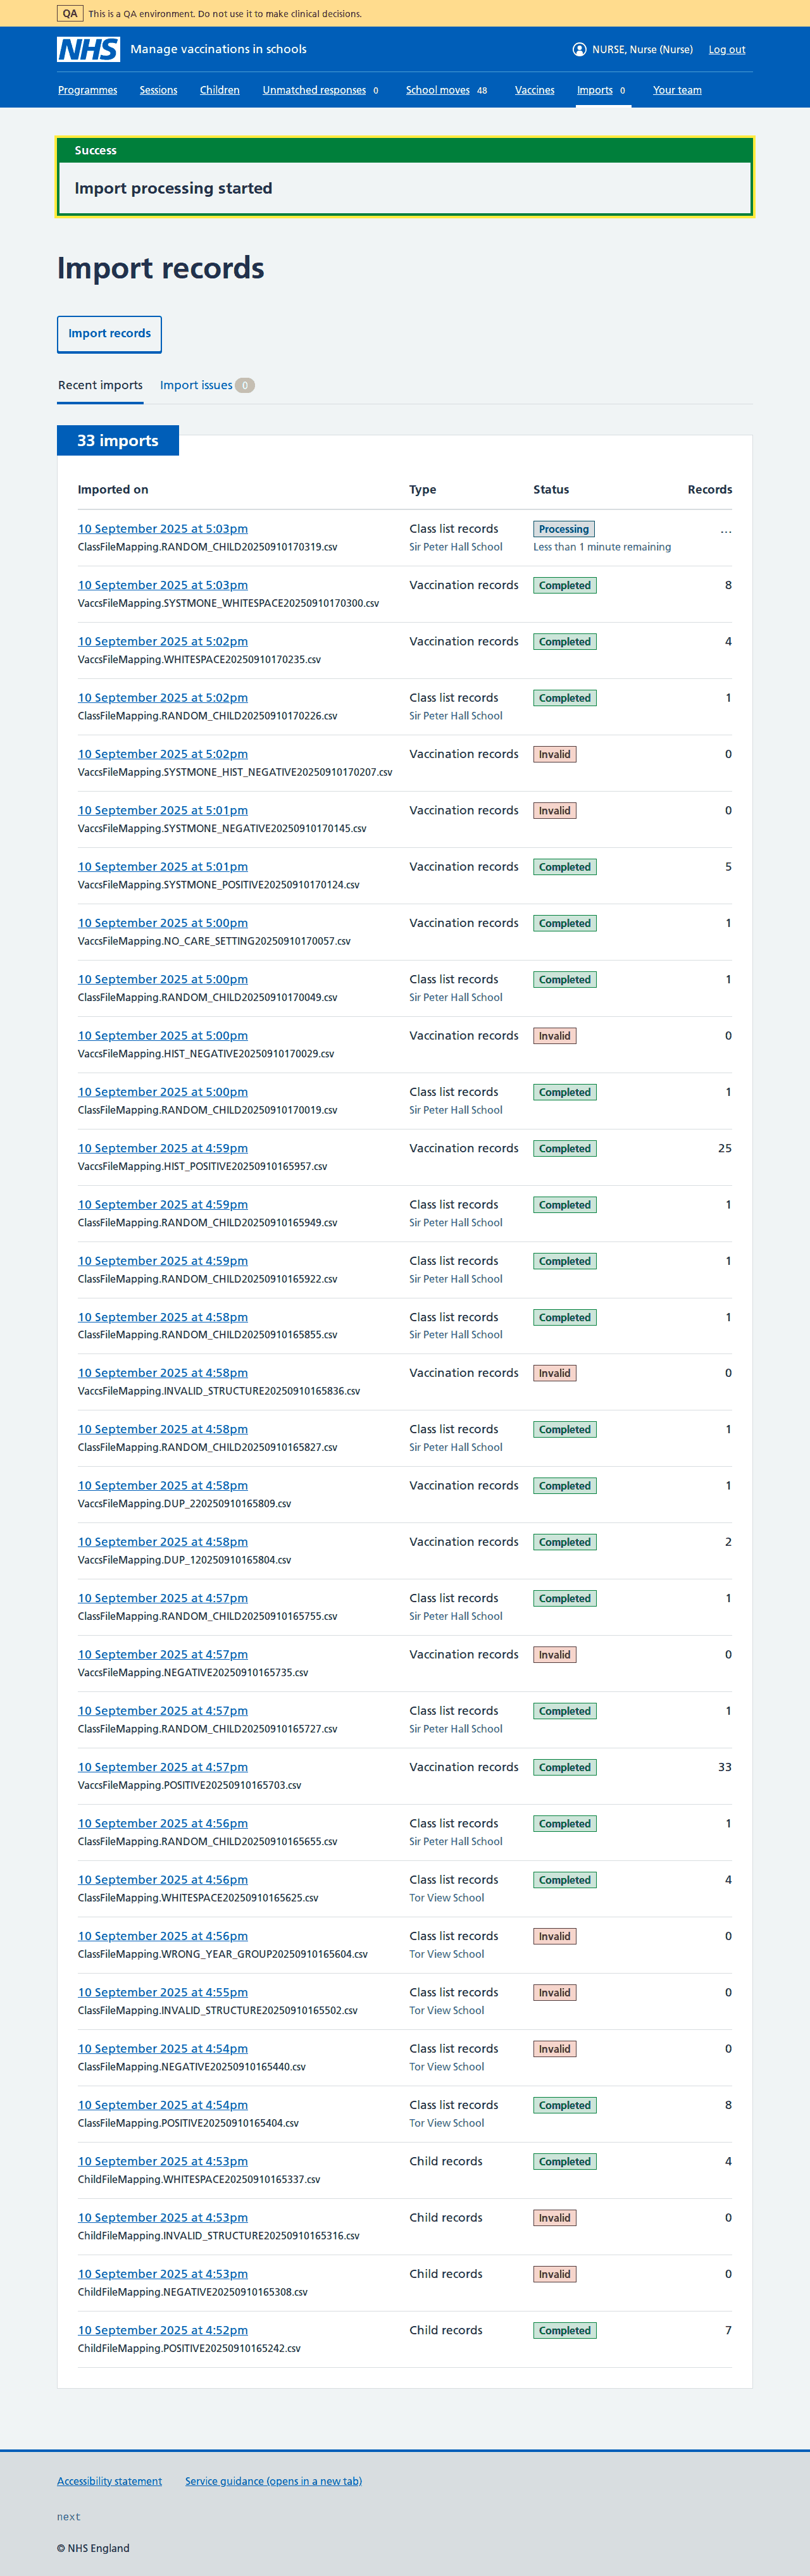 QA This is a QA environment. Do not use it to make clinical decisions.
NHS Manage vaccinations in schools NURSE, Nurse (Nurse) Log out
Programmes Sessions Children Unmatched responses 0 School moves 48 Vaccines Imports 0 Your team
Success
Import processing started
Import records
Import records
Recent imports Import issues 0
33 imports
Imported on Type Status Records
10 September 2025 at 5:03pm Class list records Processing ...
ClassFileMapping.RANDOM_CHILD20250910170319.csv Sir Peter Hall School Less than 1 minute remaining
10 September 2025 at 5:03pm Vaccination records Completed 8
VaccsFileMapping.SYSTMONE_WHITESPACE20250910170300.csv
10 September 2025 at 5:02pm Vaccination records Completed 4
VaccsFileMapping.WHITESPACE20250910170235.csv
10 September 2025 at 5:02pm Class list records Completed 1
ClassFileMapping.RANDOM_CHILD20250910170226.csv Sir Peter Hall School
10 September 2025 at 5:02pm Vaccination records Invalid 0
VaccsFileMapping.SYSTMONE_HIST_NEGATIVE20250910170207.csv
10 September 2025 at 5:01pm Vaccination records Invalid 0
VaccsFileMapping.SYSTMONE_NEGATIVE20250910170145.csv
10 September 2025 at 5:01pm Vaccination records Completed 5
VaccsFileMapping.SYSTMONE_POSITIVE20250910170124.csv
10 September 2025 at 5:00pm Vaccination records Completed 1
VaccsFileMapping.NO_CARE_SETTING20250910170057.csv
10 September 2025 at 5:00pm Class list records Completed 1
ClassFileMapping.RANDOM_CHILD20250910170049.csv Sir Peter Hall School
10 September 2025 at 5:00pm Vaccination records Invalid 0
VaccsFileMapping.HIST_NEGATIVE20250910170029.csv
10 September 2025 at 5:00pm Class list records Completed 1
ClassFileMapping.RANDOM_CHILD20250910170019.csv Sir Peter Hall School
10 September 2025 at 4:59pm Vaccination records Completed 25
VaccsFileMapping.HIST_POSITIVE20250910165957.csv
10 September 2025 at 4:59pm Class list records Completed 1
ClassFileMapping.RANDOM_CHILD20250910165949.csv Sir Peter Hall School
10 September 2025 at 4:59pm Class list records Completed 1
ClassFileMapping.RANDOM_CHILD20250910165922.csv Sir Peter Hall School
10 September 2025 at 4:58pm Class list records Completed 1
ClassFileMapping.RANDOM_CHILD20250910165855.csv Sir Peter Hall School
10 September 2025 at 4:58pm Vaccination records Invalid 0
VaccsFileMapping.INVALID_STRUCTURE20250910165836.csv
10 September 2025 at 4:58pm Class list records Completed 1
ClassFileMapping.RANDOM_CHILD20250910165827.csv Sir Peter Hall School
10 September 2025 at 4:58pm Vaccination records Completed 1
VaccsFileMapping.DUP_220250910165809.csv
10 September 2025 at 4:58pm Vaccination records Completed 2
VaccsFileMapping.DUP_120250910165804.csv
10 September 2025 at 4:57pm Class list records Completed 1
ClassFileMapping.RANDOM_CHILD20250910165755.csv Sir Peter Hall School
10 September 2025 at 4:57pm Vaccination records Invalid 0
VaccsFileMapping.NEGATIVE20250910165735.csv
10 September 2025 at 4:57pm Class list records Completed 1
ClassFileMapping.RANDOM_CHILD20250910165727.csv Sir Peter Hall School
10 September 2025 at 4:57pm Vaccination records Completed 33
VaccsFileMapping.POSITIVE20250910165703.csv
10 September 2025 at 4:56pm Class list records Completed 1
ClassFileMapping.RANDOM_CHILD20250910165655.csv Sir Peter Hall School
10 September 2025 at 4:56pm Class list records Completed 4
ClassFileMapping.WHITESPACE20250910165625.csv Tor View School
10 September 2025 at 4:56pm Class list records Invalid 0
ClassFileMapping.WRONG_YEAR_GROUP20250910165604.csv Tor View School
10 September 2025 at 4:55pm Class list records Invalid 0
ClassFileMapping.INVALID_STRUCTURE20250910165502.csv Tor View School
10 September 2025 at 4:54pm Class list records Invalid 0
ClassFileMapping.NEGATIVE20250910165440.csv Tor View School
10 September 2025 at 4:54pm Class list records Completed 8
ClassFileMapping.POSITIVE20250910165404.csv Tor View School
10 September 2025 at 4:53pm Child records Completed 4
ChildFileMapping.WHITESPACE20250910165337.csv
10 September 2025 at 4:53pm Child records Invalid 0
ChildFileMapping.INVALID_STRUCTURE20250910165316.csv
10 September 2025 at 4:53pm Child records Invalid 0
ChildFileMapping.NEGATIVE20250910165308.csv
10 September 2025 at 4:52pm Child records Completed 7
ChildFileMapping.POSITIVE20250910165242.csv
Accessibility statement Service guidance (opens in a new tab)
next
© NHS England